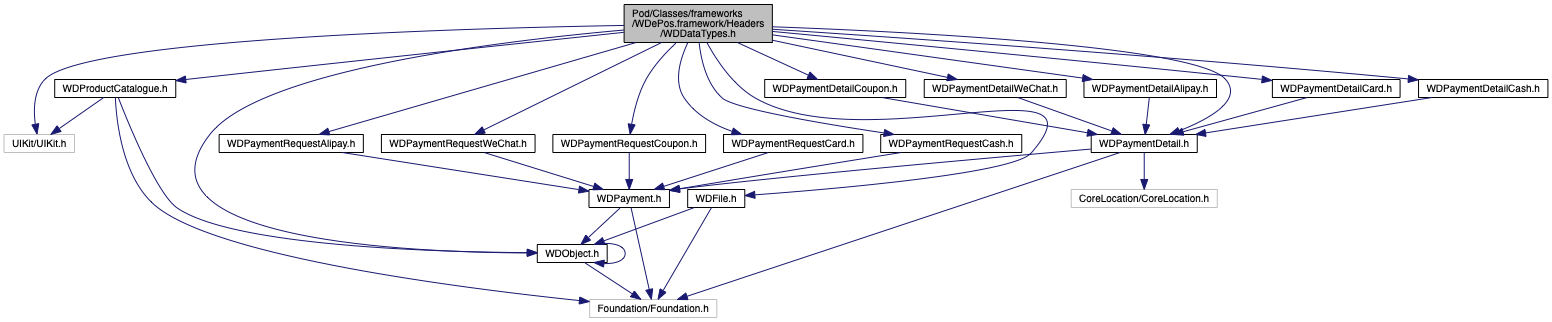 Pod/Classes/frameworks
/WDePos.framework/Headers
/WDDataTypes.h
WDProductCatalogue.h
WDPaymentDetailCoupon.h
WDPaymentDetailWeChat.h
WDPaymentDetailAlipay.h
WDPaymentDetailCard.h
WDPaymentDetailCash.h
UIKit/UIKit.h
WDPaymentRequestAlipay.h
WDPaymentRequestWeChat.h
WDPaymentRequestCoupon.h
WDPaymentRequestCard.h
WDPaymentRequestCash.h
WDPaymentDetail.h
WDPayment.h
WDFile.h
CoreLocation/CoreLocation.h
WDObject.h
Foundation/Foundation.h